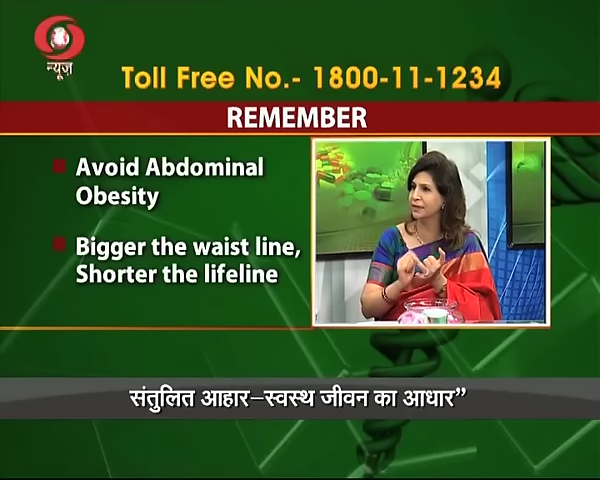 न्यूज़
Toll Free No.- 1800-11-1234
REMEMBER
Avoid Abdominal
Obesity
Bigger the waist line,
Shorter the lifeline
संतुलित आहार–स्वस्थ जीवन का आधार”